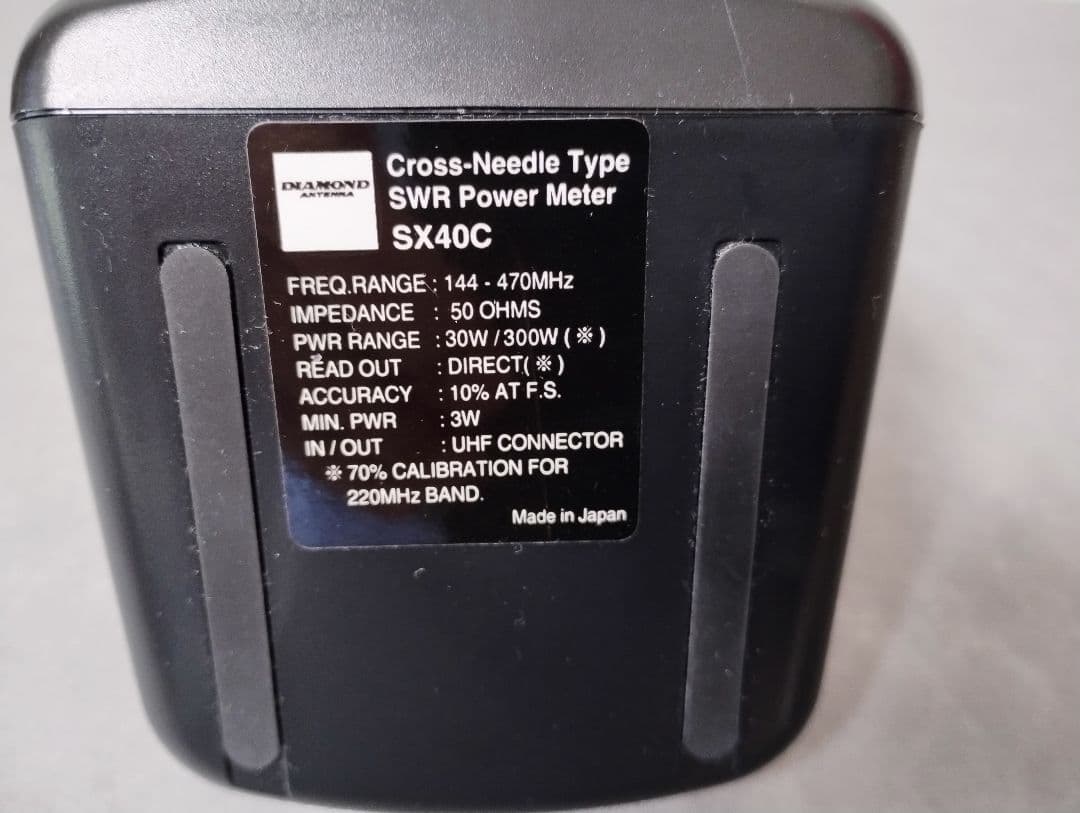 DIAMOND
ANTENNA
Cross-Needle Type
SWR Power Meter
SX40C
FREQ.RANGE : 144 - 470MHz
IMPEDANCE : 50 OHMS
PWR RANGE : 30W / 300W ( ※ )
READ OUT : DIRECT( ※ )
ACCURACY : 10% AT F.S.
MIN. PWR : 3W
IN / OUT : UHF CONNECTOR
※ 70% CALIBRATION FOR
220MHz BAND.
Made in Japan